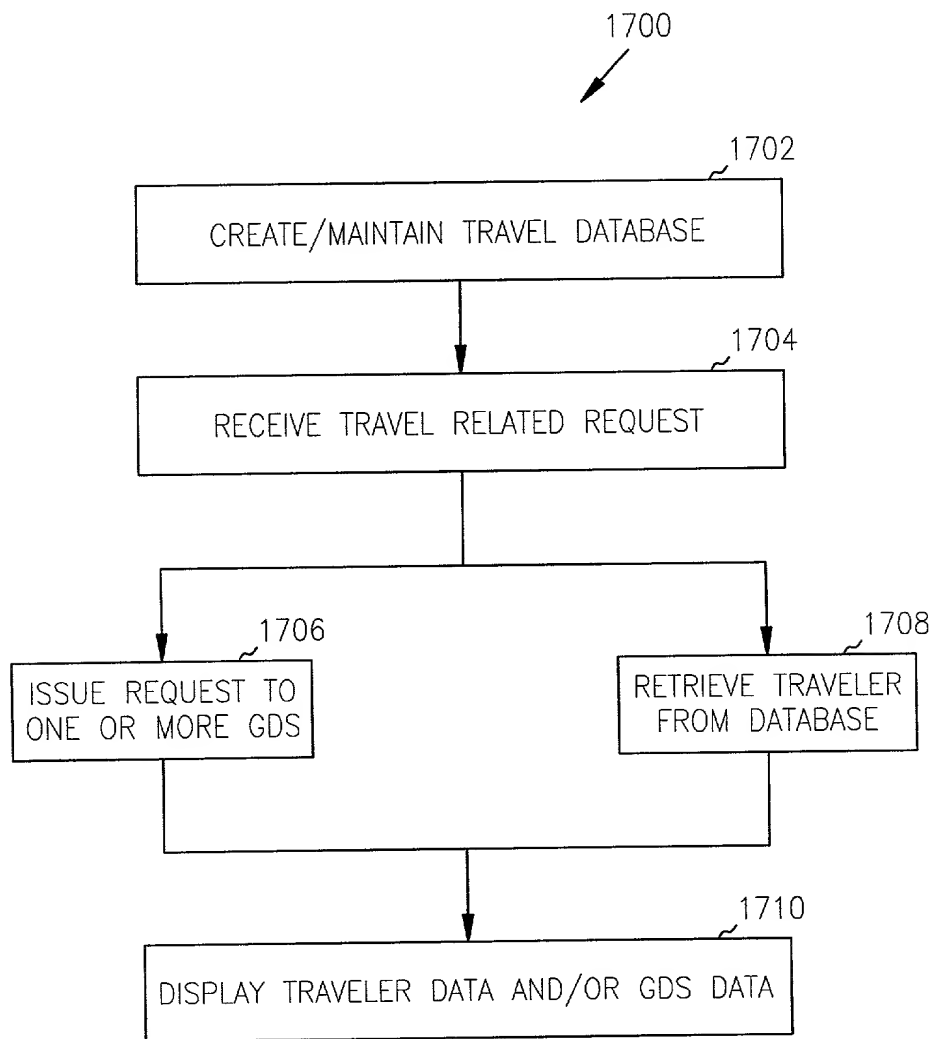 1700
1702
CREATE/MAINTAIN TRAVEL DATABASE
1704
RECEIVE TRAVEL RELATED REQUEST
1706
ISSUE REQUEST TO
ONE OR MORE GDS
1708
RETRIEVE TRAVELER
FROM DATABASE
1710
DISPLAY TRAVELER DATA AND/OR GDS DATA